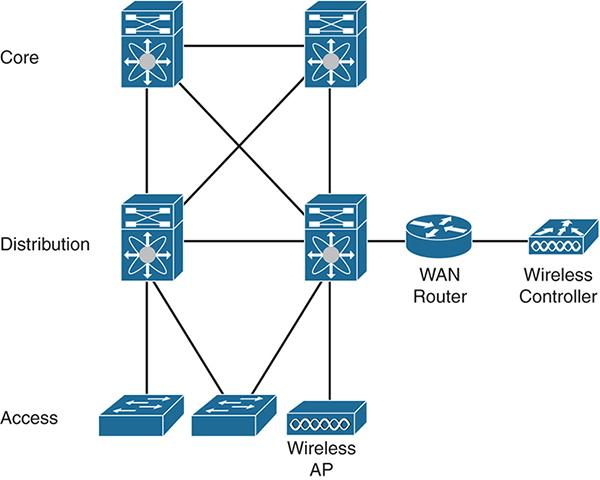 Core
Distribution
WAN
Router
Wireless
Controller
Access
Wireless
AP